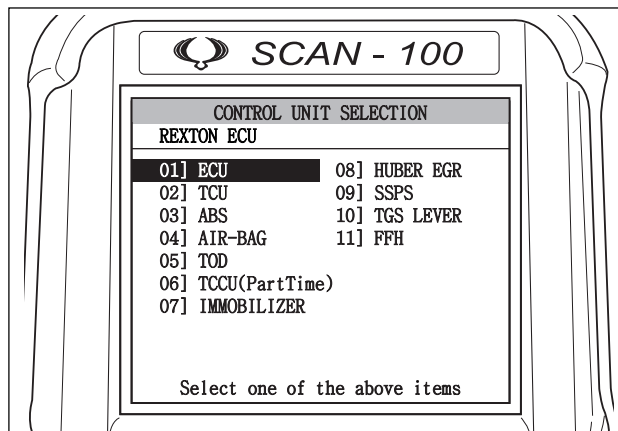 SCAN - 100
CONTROL UNIT SELECTION
REXTON ECU
01] ECU
02] TCU
03] ABS
04] AIR-BAG
05] TOD
06] TCCU(PartTime)
07] IMMOBILIZER
08] HUBER EGR
09] SSPS
10] TGS LEVER
11] FFH
Select one of the above items